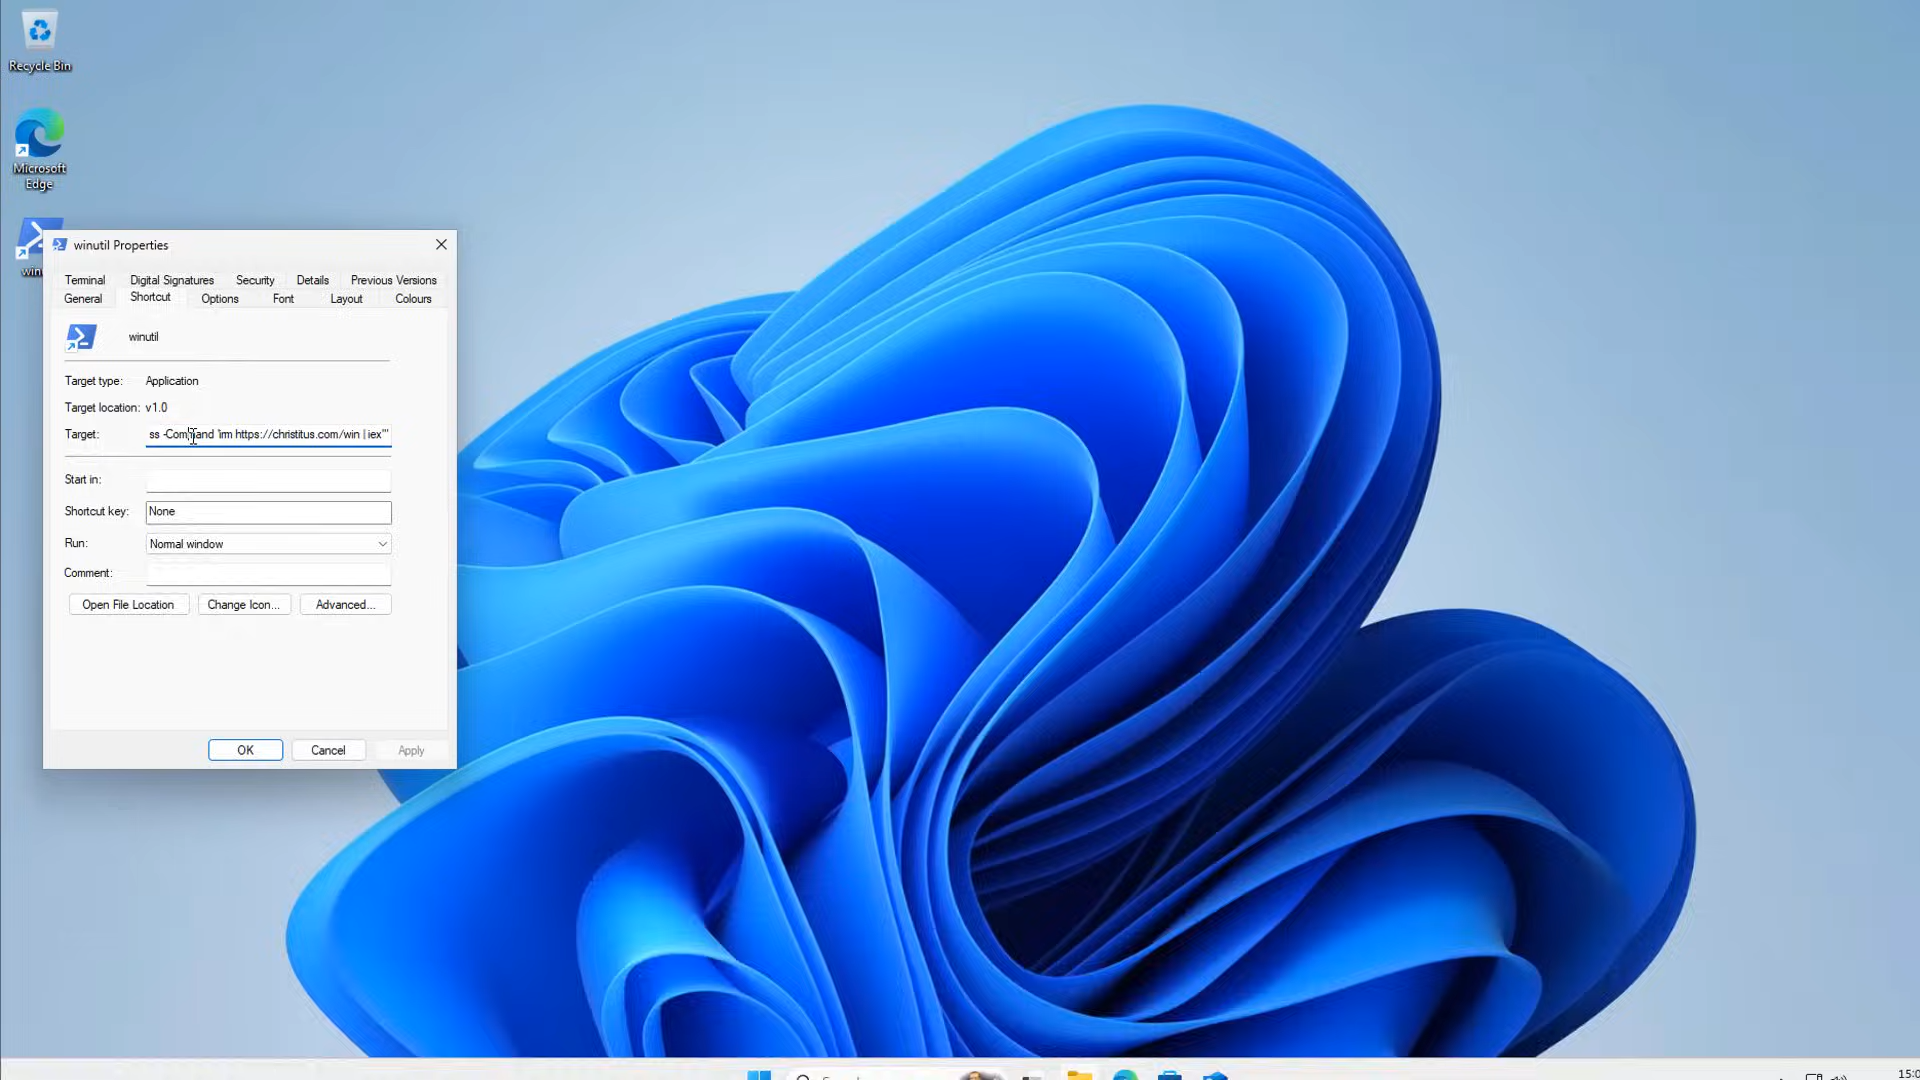 Recycle Bin
Microsoft
Edge
win
winutil Properties
Terminal Digital Signatures Security Details Previous Versions
General Shortcut Options Font Layout Colours
winutil
Target type: Application
Target location: v1.0
Target: ss -Command 'irm https://christitus.com/win | iex'"
Start in:
Shortcut key: None
Run: Normal window
Comment:
Open File Location Change Icon... Advanced...
OK Cancel Apply